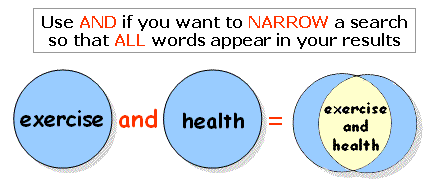 Use AND if you want to NARROW a search
so that ALL words appear in your results
exercise and health = exercise
and
health